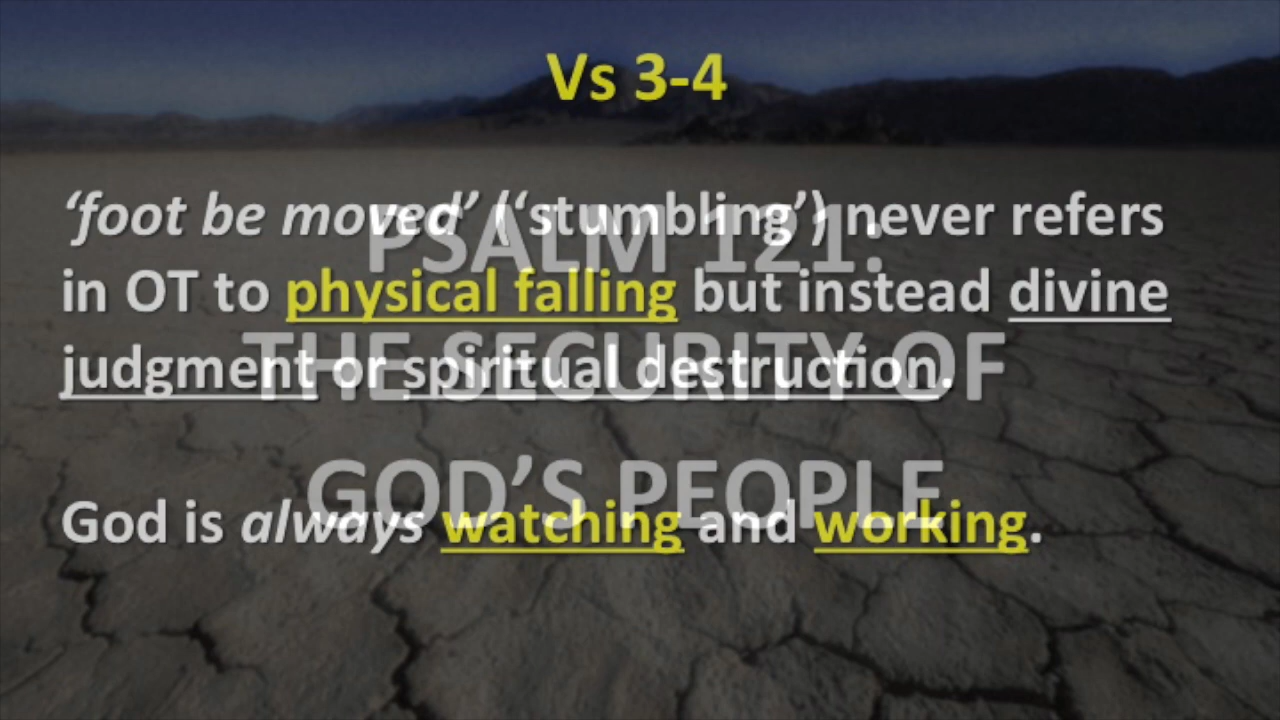 Vs 3-4
‘foot be moved’ (‘stumbling’) never refers
in OT to physical falling but instead divine
judgment or spiritual destruction.
God is always watching and working.
PSALM 121:
THE SECURITY OF
GOD’S PEOPLE